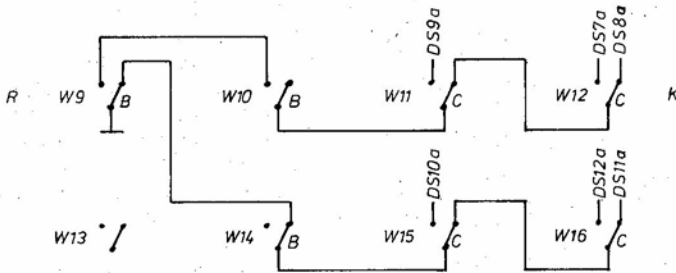 DS9a DS7a DS8a
R W9 B W10 B W11 C W12 C K
DS10a DS12a DS11a
W13 W14 B W15 C W16 C